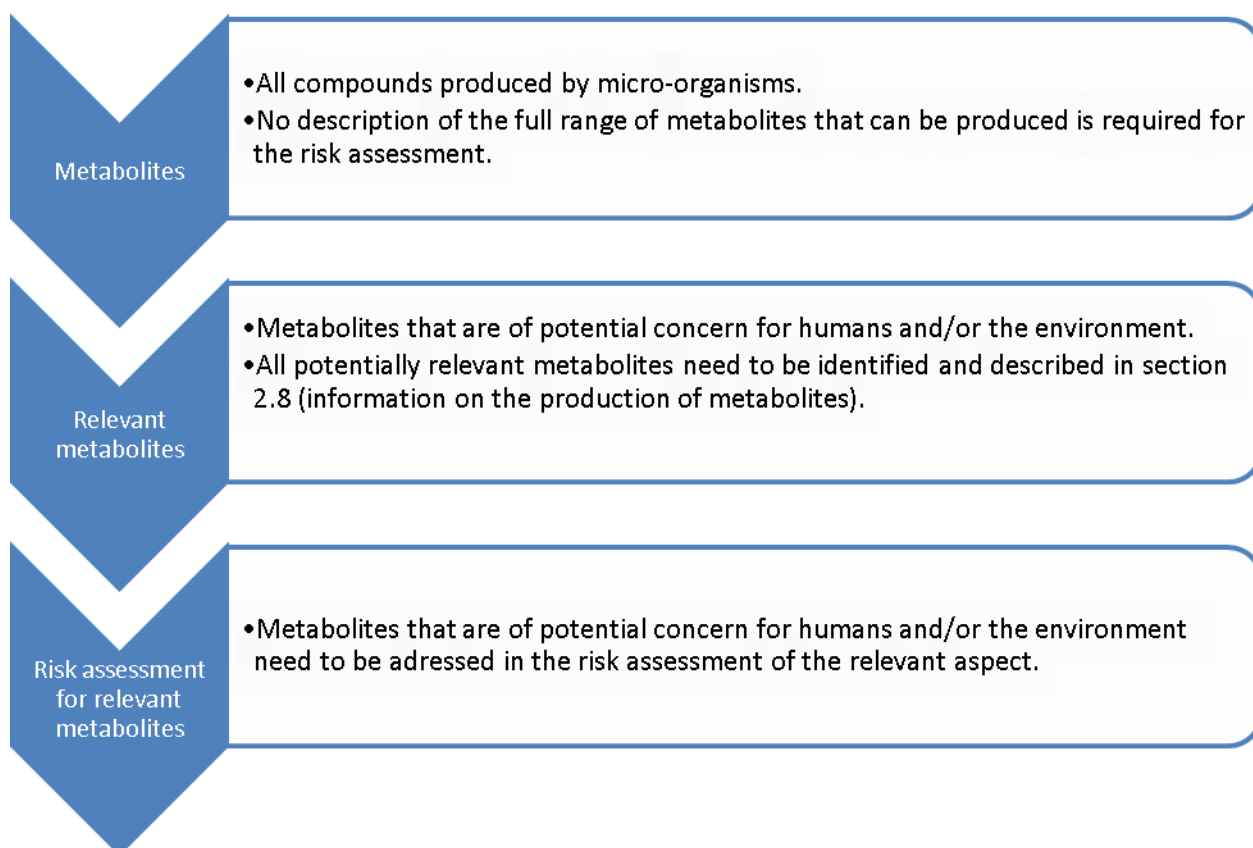 Metabolites
•All compounds produced by micro-organisms.
•No description of the full range of metabolites that can be produced is required for
the risk assessment.
Relevant
metabolites
•Metabolites that are of potential concern for humans and/or the environment.
•All potentially relevant metabolites need to be identified and described in section
2.8 (information on the production of metabolites).
Risk assessment
for relevant
metabolites
•Metabolites that are of potential concern for humans and/or the environment
need to be adressed in the risk assessment of the relevant aspect.